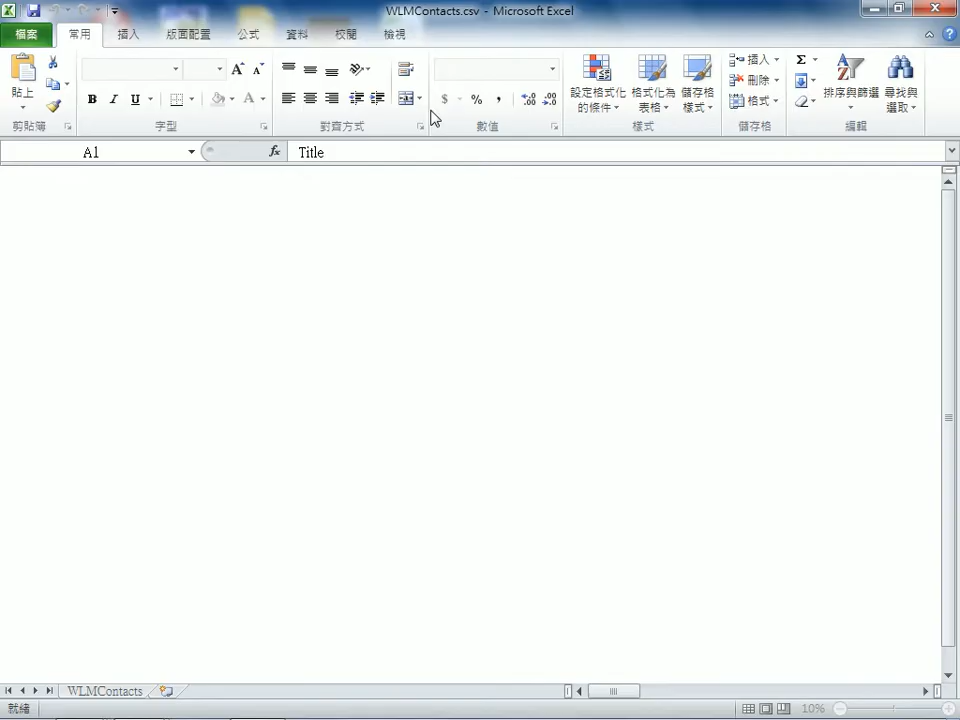 WLMContacts.csv - Microsoft Excel
檔案 常用 插入 版面配置 公式 資料 校閱 檢視
貼上
B I U
$ % ,
設定格式化的條件
格式化為表格
儲存格樣式
插入
刪除
格式
Σ
排序與篩選
尋找與選取
剪貼簿 字型 對齊方式 數值 樣式 儲存格 編輯
A1 fx Title
WLMContacts
就緒 10%